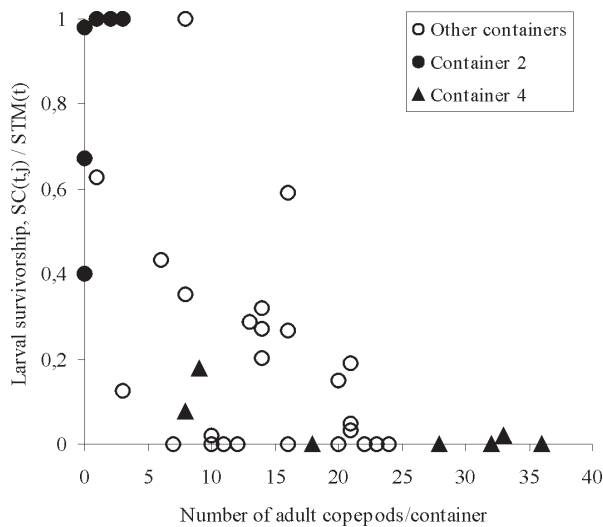 1
0,8
0,6
0,4
0,2
0
Larval survivorship, SC(t,j) / STM(t)
Other containers
Container 2
Container 4
0 5 10 15 20 25 30 35 40
Number of adult copepods/container